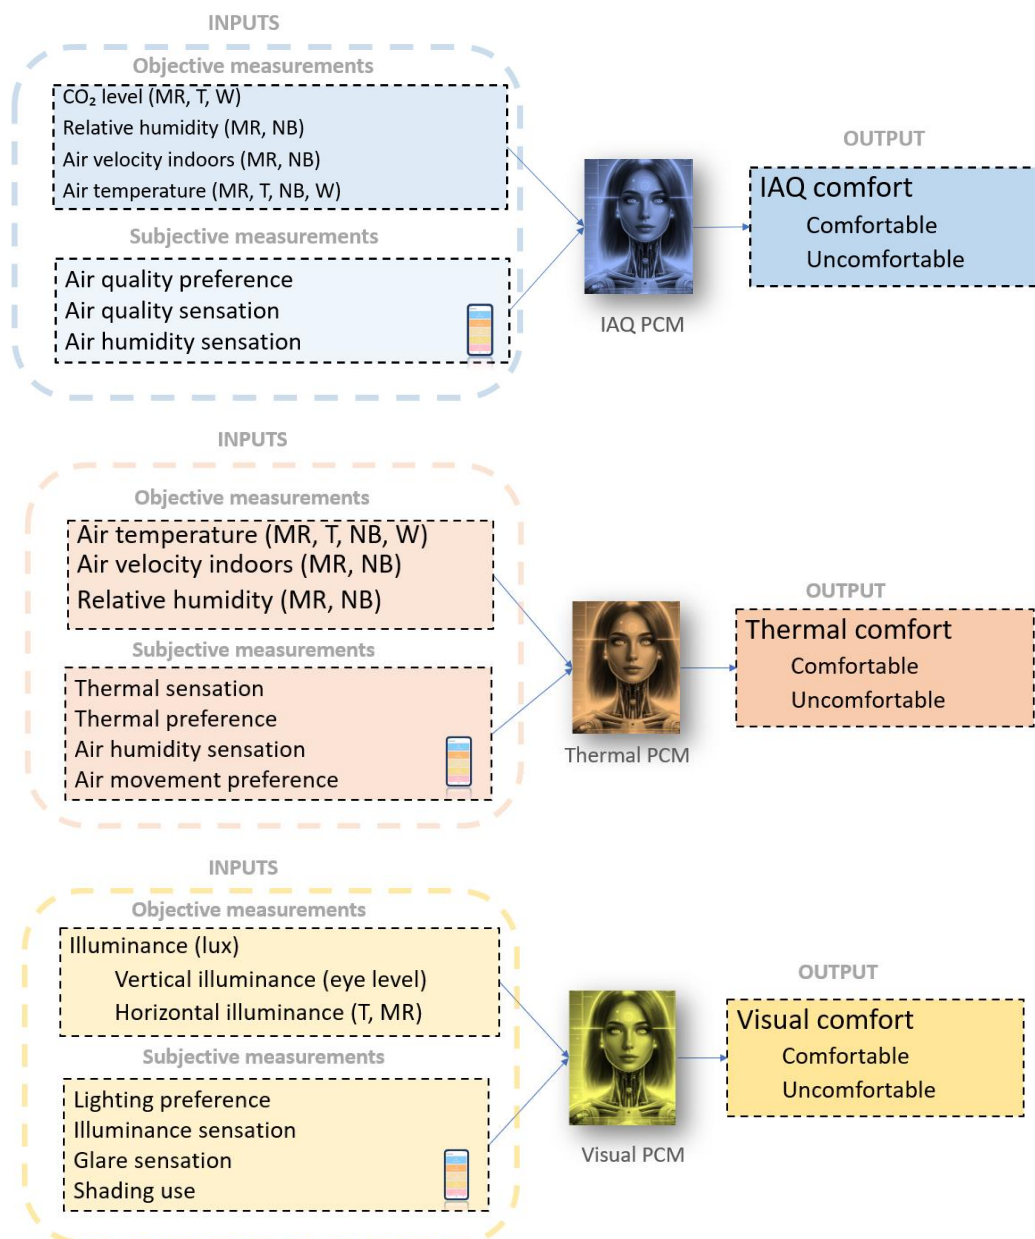 INPUTS
Objective measurements
CO₂ level (MR, T, W)
Relative humidity (MR, NB)
Air velocity indoors (MR, NB)
Air temperature (MR, T, NB, W)
Subjective measurements
Air quality preference
Air quality sensation
Air humidity sensation
IAQ PCM
OUTPUT
IAQ comfort
Comfortable
Uncomfortable
INPUTS
Objective measurements
Air temperature (MR, T, NB, W)
Air velocity indoors (MR, NB)
Relative humidity (MR, NB)
Subjective measurements
Thermal sensation
Thermal preference
Air humidity sensation
Air movement preference
Thermal PCM
OUTPUT
Thermal comfort
Comfortable
Uncomfortable
INPUTS
Objective measurements
Illuminance (lux)
Vertical illuminance (eye level)
Horizontal illuminance (T, MR)
Subjective measurements
Lighting preference
Illuminance sensation
Glare sensation
Shading use
Visual PCM
OUTPUT
Visual comfort
Comfortable
Uncomfortable